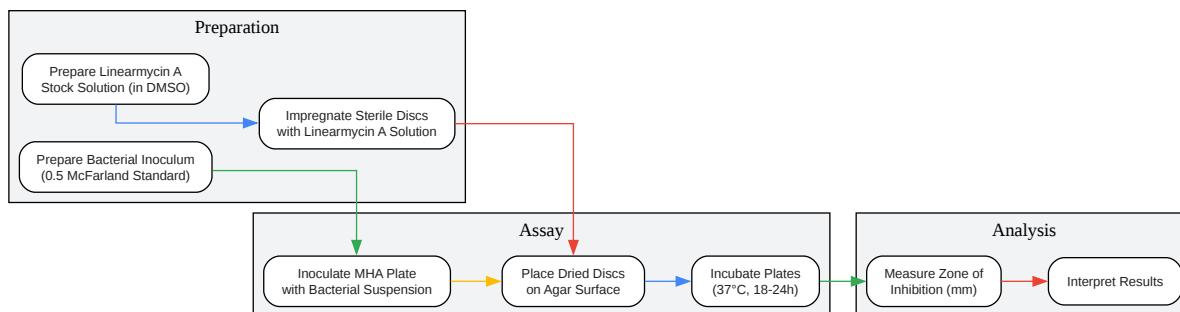 Preparation
Prepare Linearmycin A
Stock Solution (in DMSO)
Impregnate Sterile Discs
with Linearmycin A Solution
Prepare Bacterial Inoculum
(0.5 McFarland Standard)
Assay
Inoculate MHA Plate
with Bacterial Suspension
Place Dried Discs
on Agar Surface
Incubate Plates
(37°C, 18-24h)
Analysis
Measure Zone of
Inhibition (mm)
Interpret Results